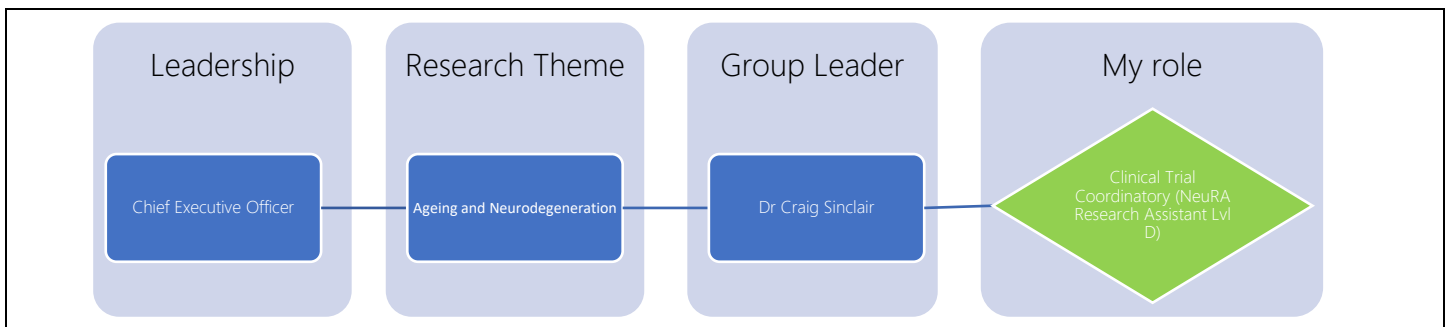 Leadership
Research Theme
Group Leader
My role
Chief Executive Officer
Ageing and Neurodegeneration
Dr Craig Sinclair
Clinical Trial
Coordinatory (NeuRA
Research Assistant Lvl
D)